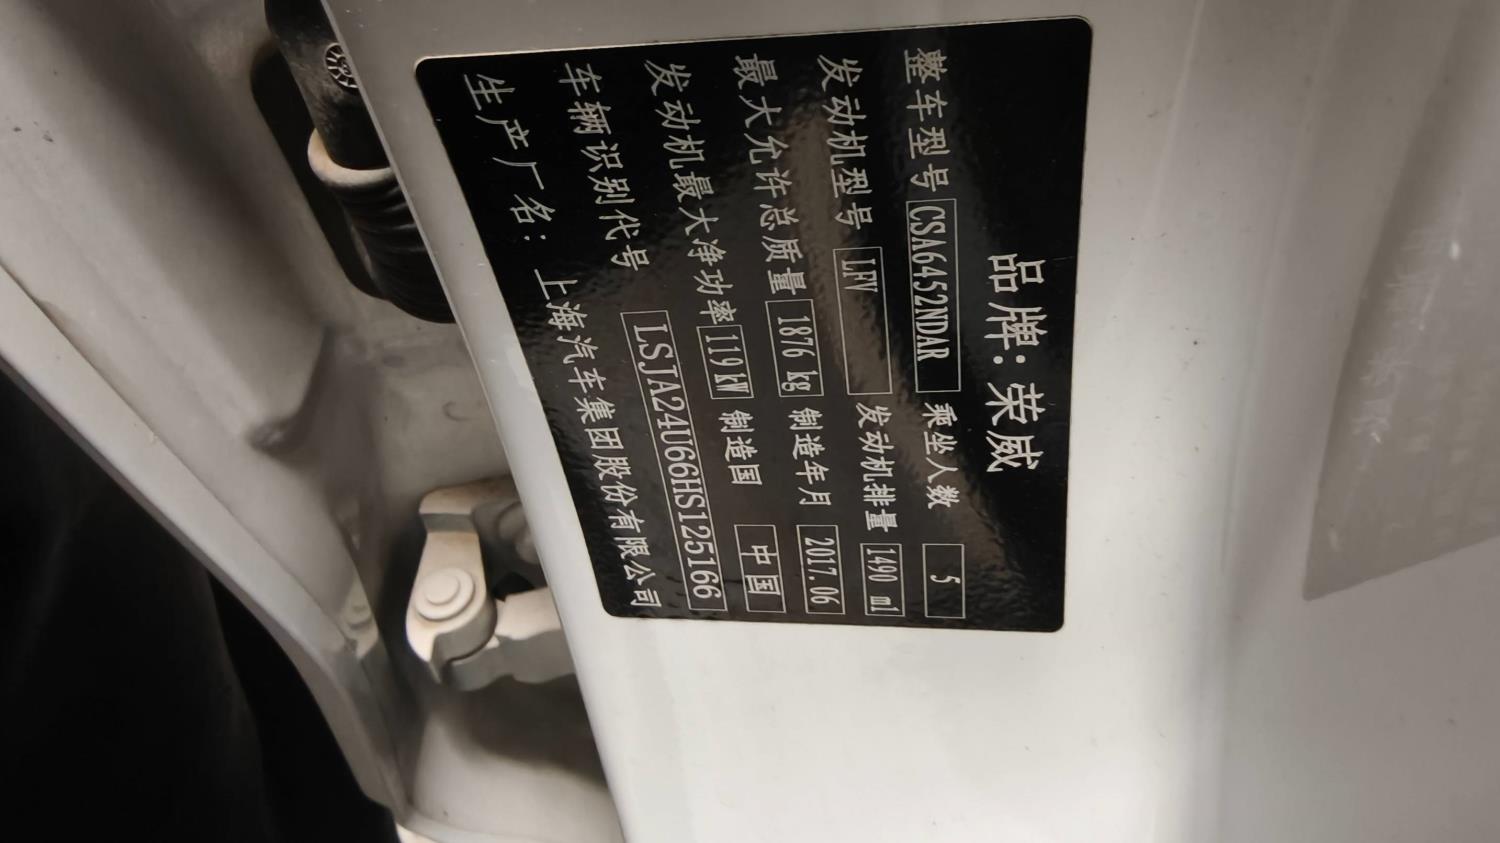 品牌: 荣威
整车型号 CSA6452NDAR 乘坐人数 5
发动机型号 LFV 发动机排量 1490 ml
最大允许总质量 1876 kg 制造年月 2017.06
发动机最大净功率 119 kW 制造国 中国
车辆识别代号 LSJA24U66HS125166
生产厂名: 上海汽车集团股份有限公司